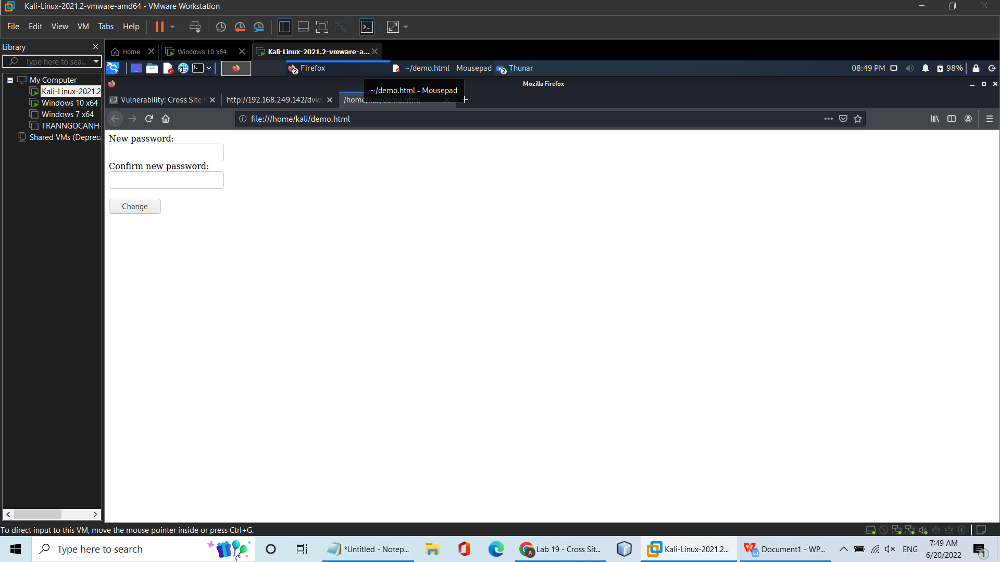 Kali-Linux-2021.2-vmware-amd64 - VMware Workstation
File Edit View VM Tabs Help
Library
Type here to sea...
My Computer
Kali-Linux-2021.2
Windows 10 x64
Windows 7 x64
TRANNGOCANH-
Shared VMs (Depreca
Home
Windows 10 x64
Kali-Linux-2021.2-vmware-a...
2 Firefox
~/demo.html - Mousepad
2 Thunar
08:49 PM
98%
Mozilla Firefox
~/demo.html - Mousepad
Vulnerability: Cross Site
http://192.168.249.142/dvwa
/home/kali/demo.html
file:///home/kali/demo.html
New password:
Confirm new password:
Change
To direct input to this VM, move the mouse pointer inside or press Ctrl+G.
Type here to search
*Untitled - Notep...
A
Lab 19 - Cross Sit...
Kali-Linux-2021.2...
Document1 - WP...
ENG
7:49 AM
6/20/2022
1